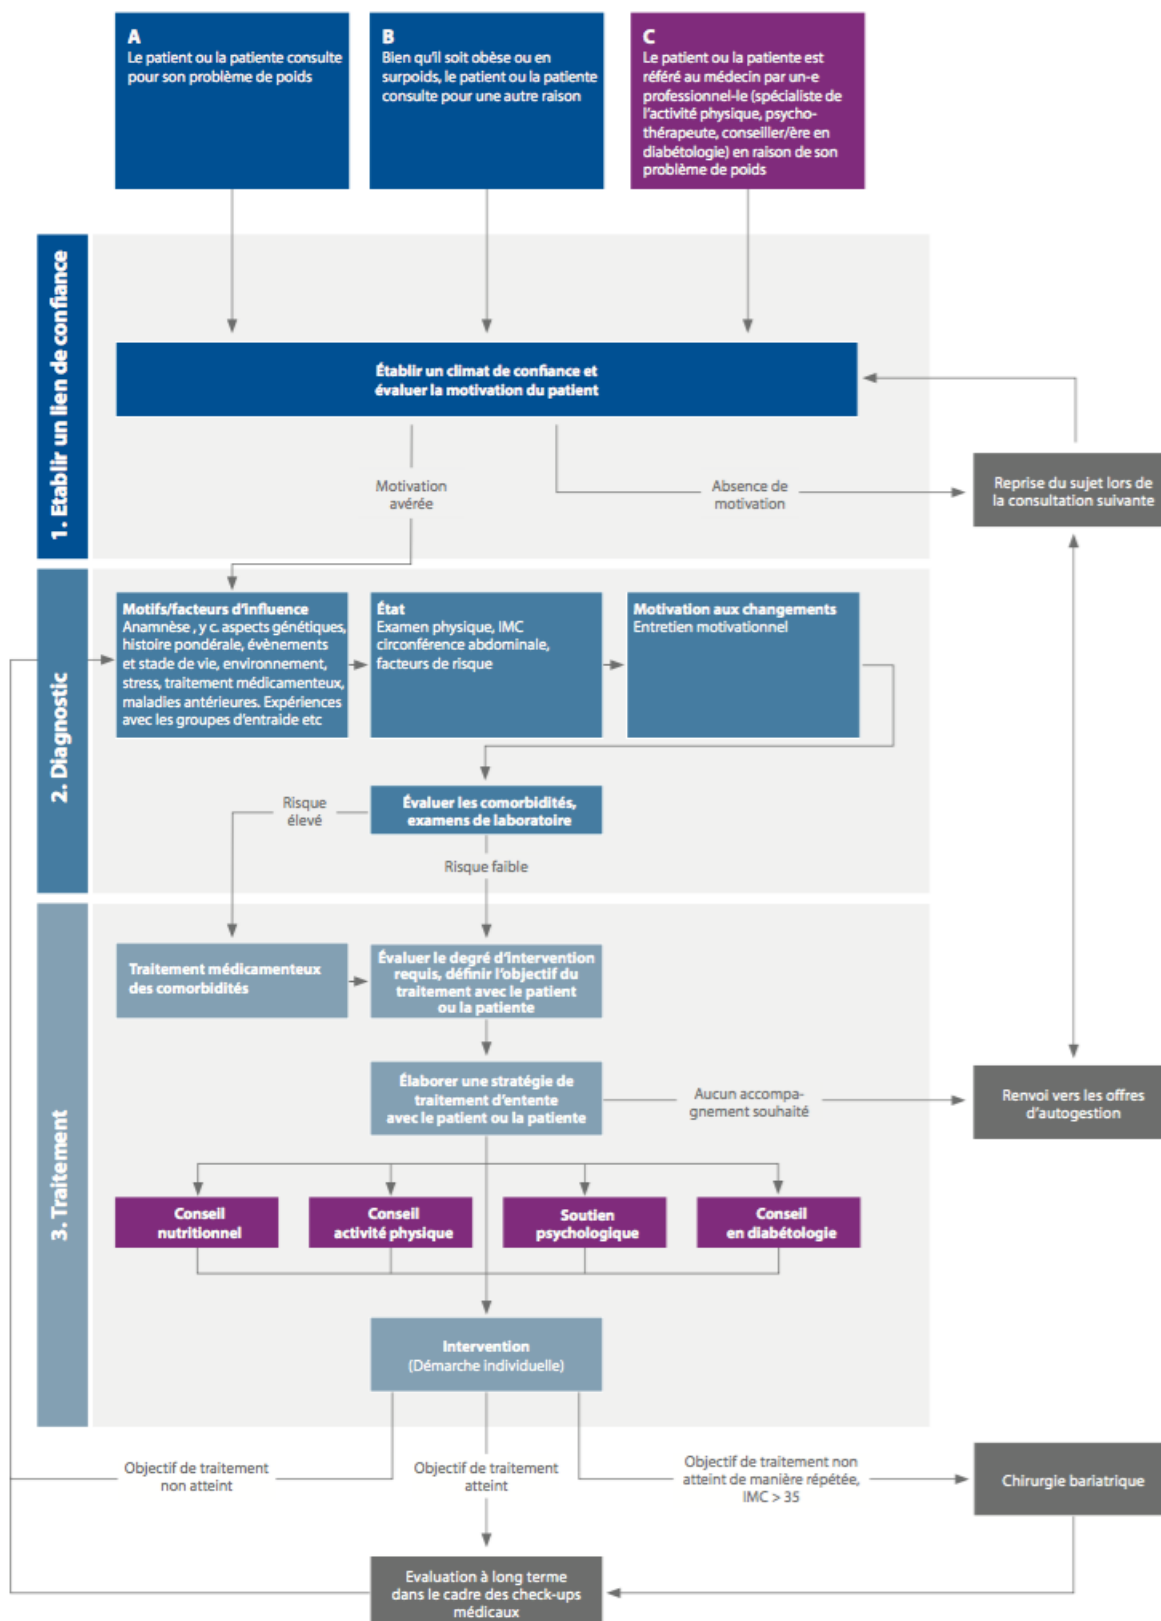 A
Le patient ou la patiente consulte
pour son problème de poids
B
Bien qu'il soit obèse ou en
surpoids, le patient ou la patiente
consulte pour une autre raison
C
Le patient ou la patiente est
référé au médecin par un-e
professionnel-le (spécialiste de
l'activité physique, psycho-
thérapeute, conseiller/ère en
diabétologie) en raison de son
problème de poids
1. Etablir un lien de confiance
Établir un climat de confiance et
évaluer la motivation du patient
Motivation
avérée
Absence de
motivation
Reprise du sujet lors de
la consultation suivante
2. Diagnostic
Motifs/facteurs d'influence
Anamnèse , y c. aspects génétiques,
histoire pondérale, évènements
et stade de vie, environnement,
stress, traitement médicamenteux,
maladies antérieures. Expériences
avec les groupes d'entraide etc
État
Examen physique, IMC
circonférence abdominale,
facteurs de risque
Motivation aux changements
Entretien motivationnel
Risque
élevé
Évaluer les comorbidités,
examens de laboratoire
Risque faible
3. Traitement
Traitement médicamenteux
des comorbidités
Évaluer le degré d'intervention
requis, définir l'objectif du
traitement avec le patient
ou la patiente
Élaborer une stratégie de
traitement d'entente
avec le patient ou la patiente
Aucun accompa-
gnement souhaité
Renvoi vers les offres
d'autogestion
Conseil
nutritionnel
Conseil
activité physique
Soutien
psychologique
Conseil
en diabétologie
Intervention
(Démarche individuelle)
Objectif de traitement
non atteint
Objectif de traitement
atteint
Objectif de traitement non
atteint de manière répétée,
IMC > 35
Chirurgie bariatrique
Evaluation à long terme
dans le cadre des check-ups
médicaux